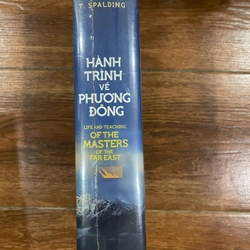 T. SPALDING
HÀNH
TRÌNH
VỀ
PHƯƠNG
ĐÔNG
LIFE AND TEACHING
OF THE
MASTERS
OF THE
FAR EAST